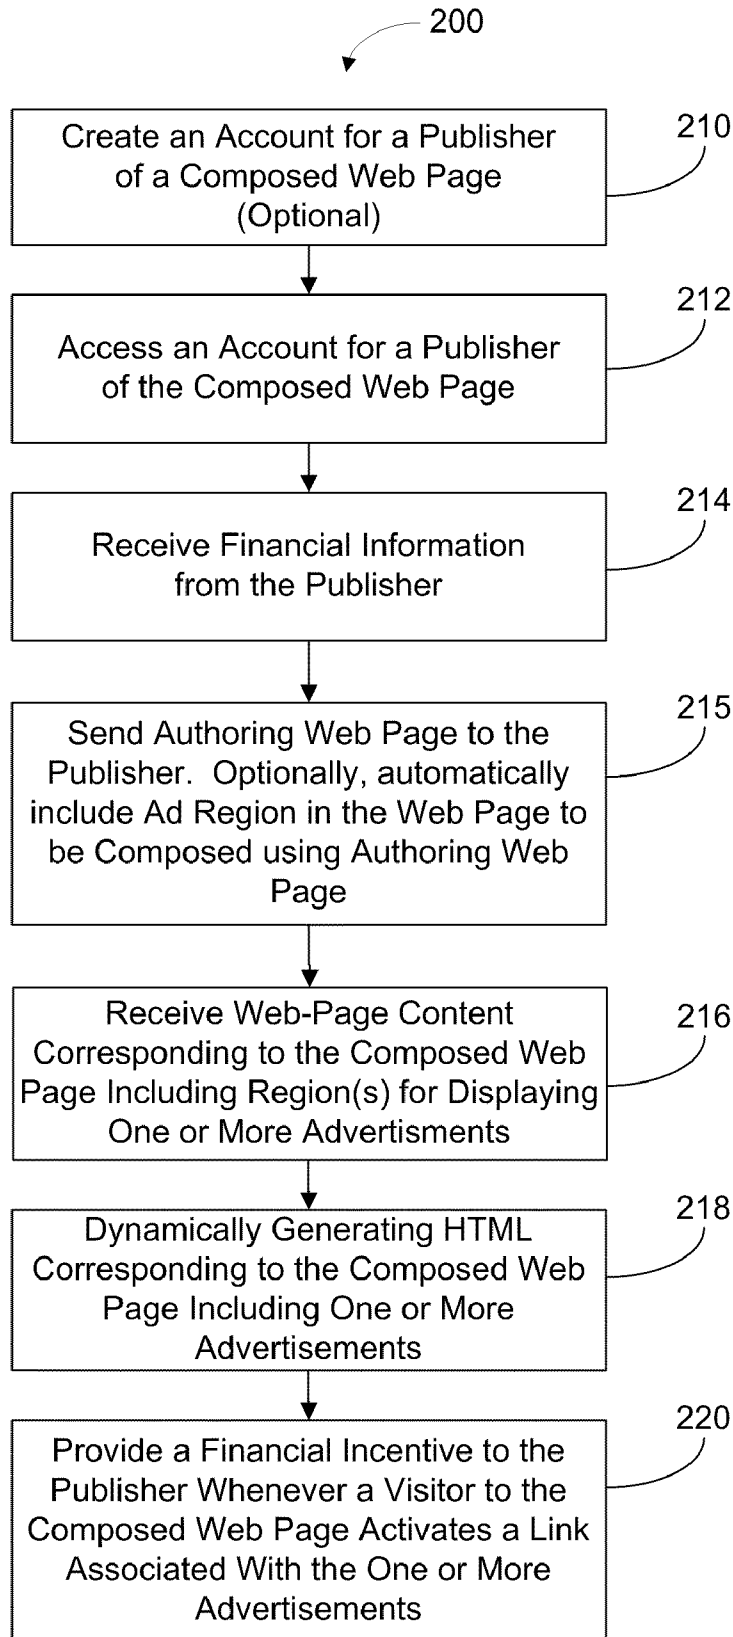 200
Create an Account for a Publisher
of a Composed Web Page
(Optional)
210
Access an Account for a Publisher
of the Composed Web Page
212
Receive Financial Information
from the Publisher
214
Send Authoring Web Page to the
Publisher. Optionally, automatically
include Ad Region in the Web Page to
be Composed using Authoring Web
Page
215
Receive Web-Page Content
Corresponding to the Composed Web
Page Including Region(s) for Displaying
One or More Advertisments
216
Dynamically Generating HTML
Corresponding to the Composed Web
Page Including One or More
Advertisements
218
Provide a Financial Incentive to the
Publisher Whenever a Visitor to the
Composed Web Page Activates a Link
Associated With the One or More
Advertisements
220